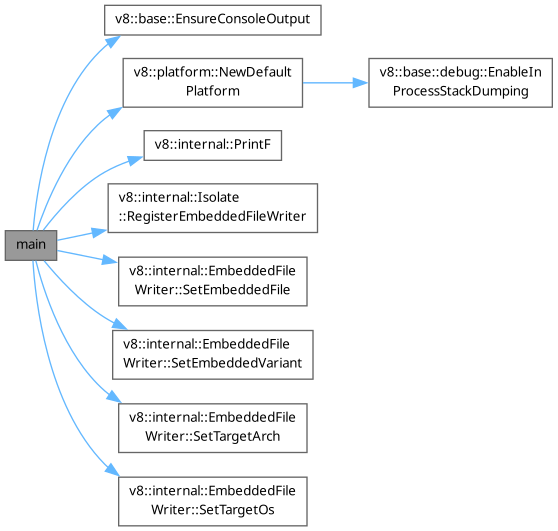 v8::base::EnsureConsoleOutput
v8::platform::NewDefault
Platform
v8::base::debug::EnableIn
ProcessStackDumping
v8::internal::PrintF
v8::internal::Isolate
::RegisterEmbeddedFileWriter
main
v8::internal::EmbeddedFile
Writer::SetEmbeddedFile
v8::internal::EmbeddedFile
Writer::SetEmbeddedVariant
v8::internal::EmbeddedFile
Writer::SetTargetArch
v8::internal::EmbeddedFile
Writer::SetTargetOs